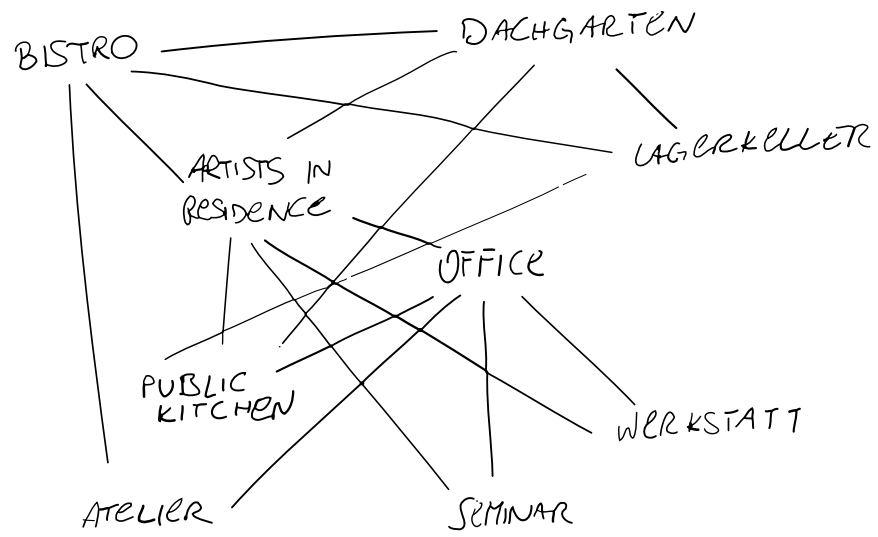 BISTRO
DACHGARTEN
LAGERKELLER
ARTISTS IN
RESIDENCE
OFFICE
PUBLIC
KITCHEN
WERKSTATT
ATELIER
SEMINAR